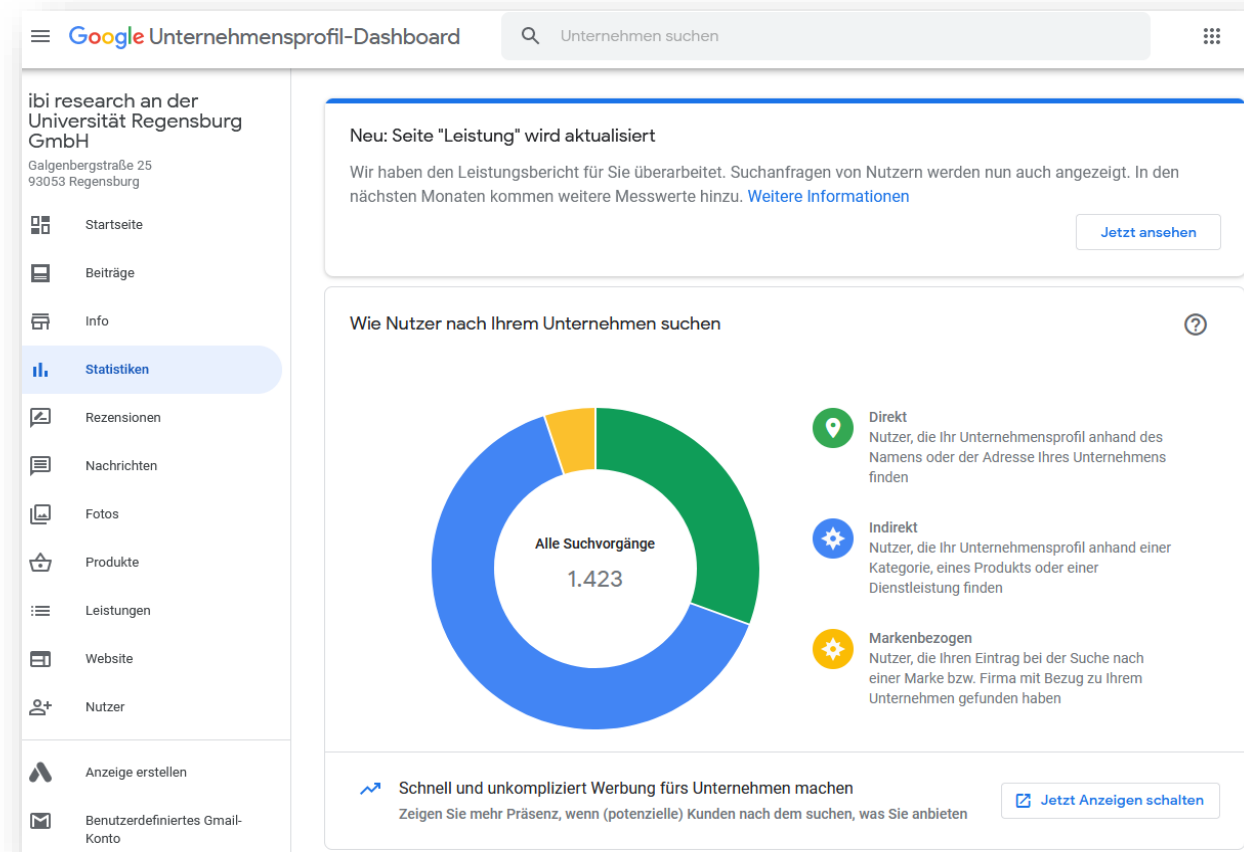 Google Unternehmensprofil-Dashboard
Unternehmen suchen
ibi research an der
Universität Regensburg
GmbH
Galgenbergstraße 25
93053 Regensburg
Startseite
Beiträge
Info
Statistiken
Rezensionen
Nachrichten
Fotos
Produkte
Leistungen
Website
Nutzer
Anzeige erstellen
Benutzerdefiniertes Gmail-
Konto
Neu: Seite "Leistung" wird aktualisiert
Wir haben den Leistungsbericht für Sie überarbeitet. Suchanfragen von Nutzern werden nun auch angezeigt. In den
nächsten Monaten kommen weitere Messwerte hinzu. Weitere Informationen
Jetzt ansehen
Wie Nutzer nach Ihrem Unternehmen suchen
Alle Suchvorgänge
1.423
Direkt
Nutzer, die Ihr Unternehmensprofil anhand des
Namens oder der Adresse Ihres Unternehmens
finden
Indirekt
Nutzer, die Ihr Unternehmensprofil anhand einer
Kategorie, eines Produkts oder einer
Dienstleistung finden
Markenbezogen
Nutzer, die Ihren Eintrag bei der Suche nach
einer Marke bzw. Firma mit Bezug zu Ihrem
Unternehmen gefunden haben
Schnell und unkompliziert Werbung fürs Unternehmen machen
Zeigen Sie mehr Präsenz, wenn (potenzielle) Kunden nach dem suchen, was Sie anbieten
Jetzt Anzeigen schalten